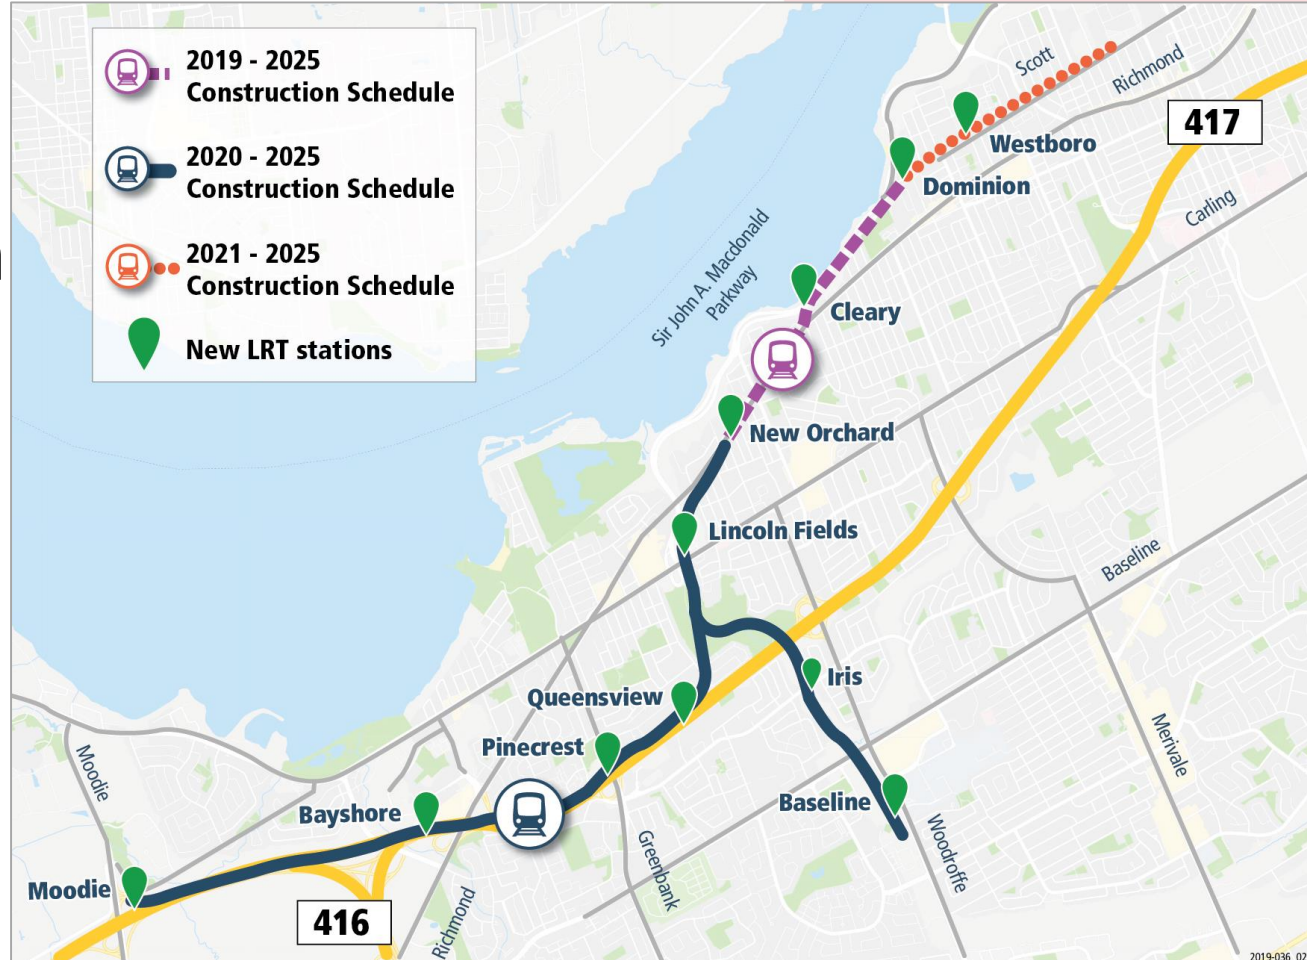 2019 - 2025
Construction Schedule
2020 - 2025
Construction Schedule
2021 - 2025
Construction Schedule
New LRT stations
Scott
Richmond
417
Westboro
Dominion
Carling
Sir John A. Macdonald
Parkway
Cleary
New Orchard
Lincoln Fields
Baseline
Iris
Queensview
Pinecrest
Moodie
Merivale
Baseline
Bayshore
Greenbank
Woodroffe
Moodie
416
Richmond
2019-036_02